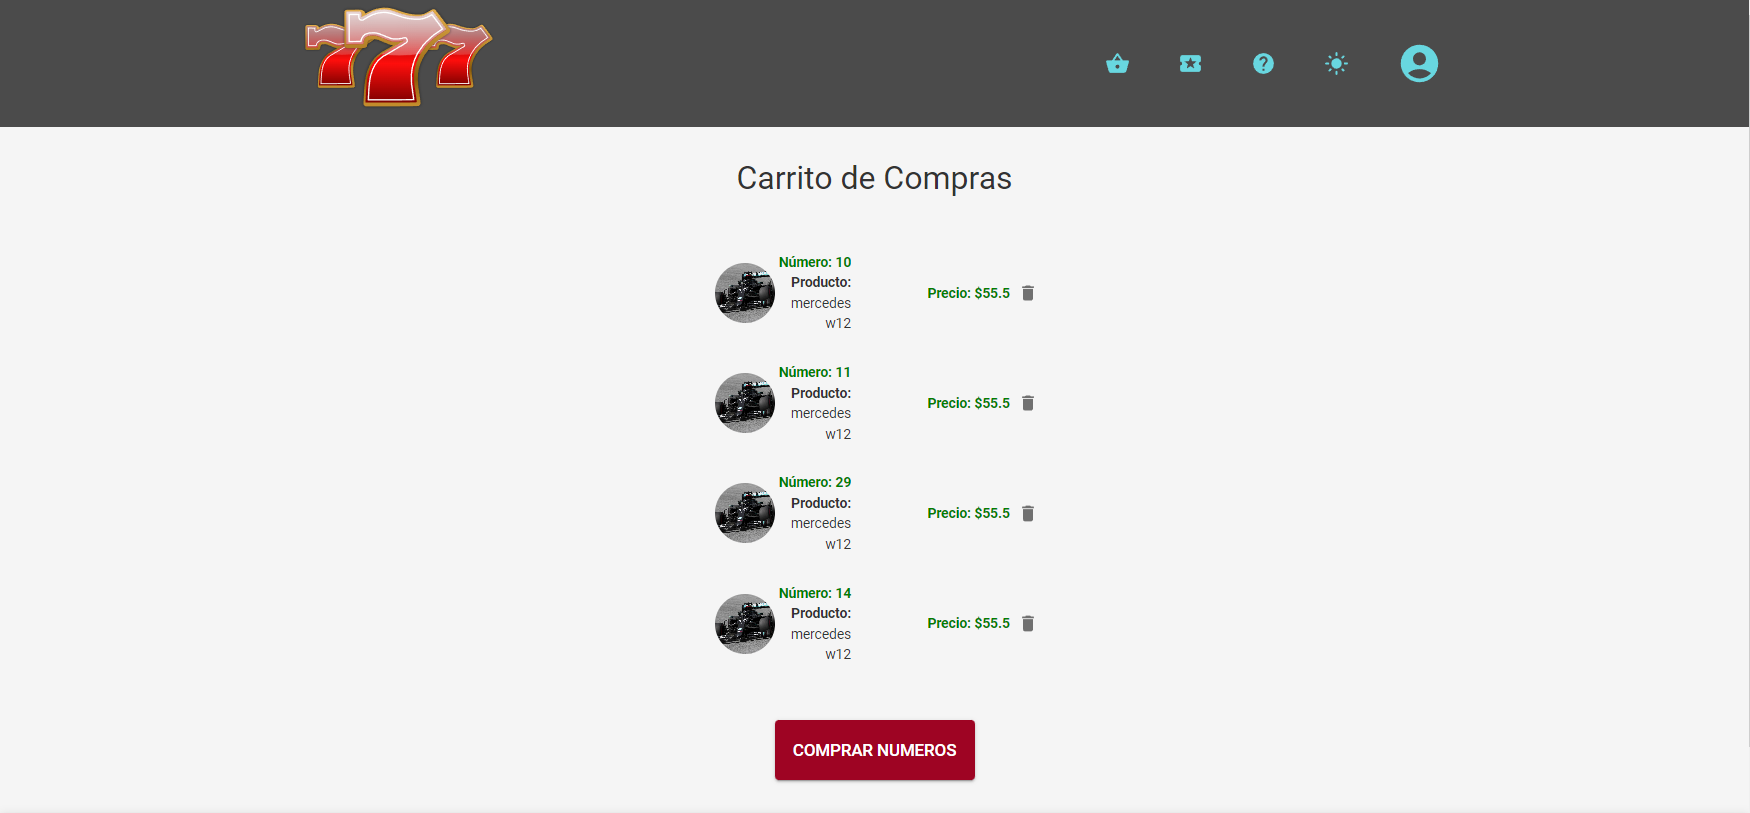 777
Carrito de Compras
Número: 10
Producto:
mercedes
w12
Precio: $55.5
Número: 11
Producto:
mercedes
w12
Precio: $55.5
Número: 29
Producto:
mercedes
w12
Precio: $55.5
Número: 14
Producto:
mercedes
w12
Precio: $55.5
COMPRAR NUMEROS